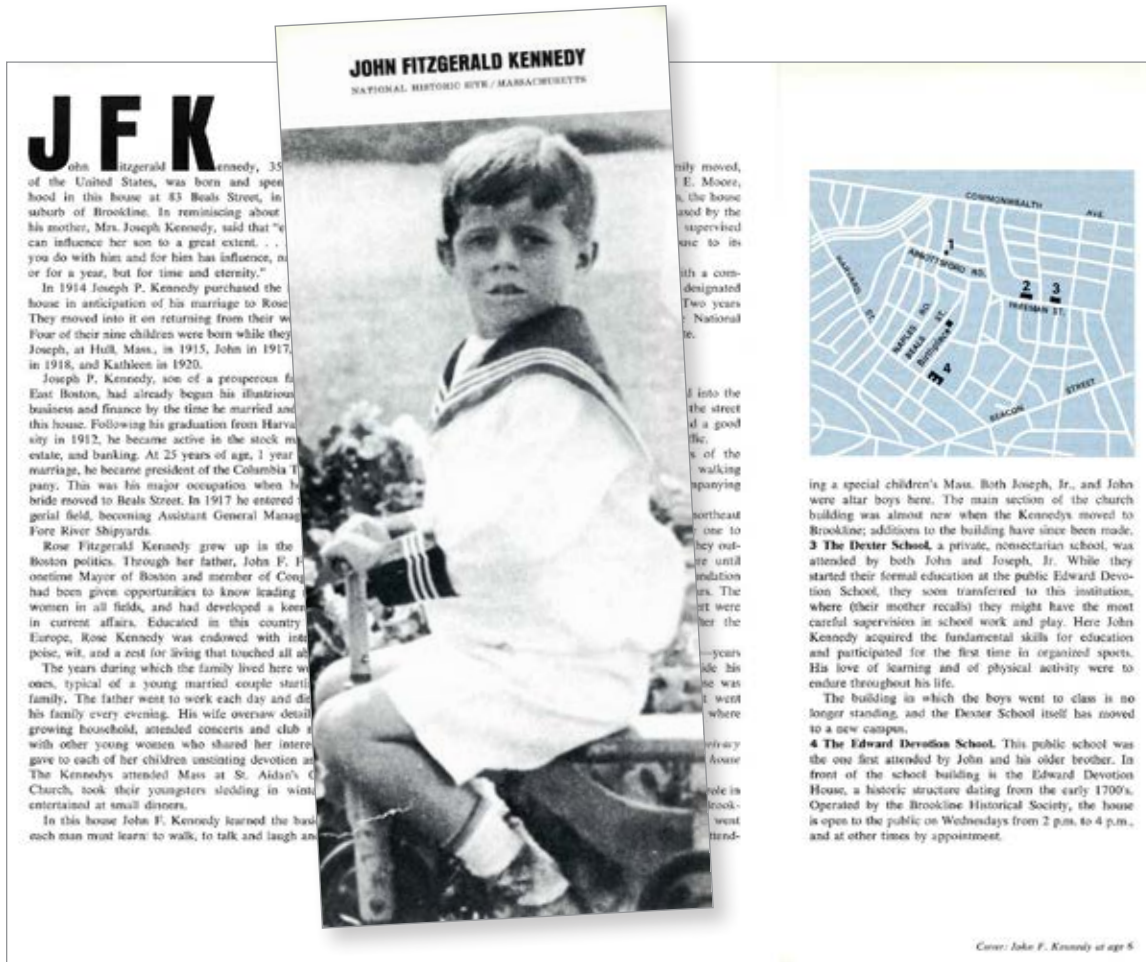 JOHN FITZGERALD KENNEDY
NATIONAL HISTORIC SITE / MASSACHUSETTS
J F K
ohn itzgerald ennedy, 35
of the United States, was born and spen
hood in this house at 83 Beals Street, in
suburb of Brookline. In reminiscing about
his mother, Mrs. Joseph Kennedy, said that "e
can influence her son to a great extent. . .
you do with him and for him has influence, n
or for a year, but for time and eternity."
In 1914 Joseph P. Kennedy purchased the
house in anticipation of his marriage to Rose
They moved into it on returning from their w
Four of their nine children were born while they
Joseph, at Hull, Mass., in 1915, John in 1917,
in 1918, and Kathleen in 1920.
Joseph P. Kennedy, son of a prosperous fa
East Boston, had already begun his illustrious
business and finance by the time he married and
this house. Following his graduation from Harva
sity in 1912, he became active in the stock m
estate, and banking. At 25 years of age, 1 year
marriage, he became president of the Columbia T
pany. This was his major occupation when h
bride moved to Beals Street. In 1917 he entered
gerial field, becoming Assistant General Manag
Fore River Shipyards.
Rose Fitzgerald Kennedy grew up in the
Boston politics. Through her father, John F.
onetime Mayor of Boston and member of Cong
had been given opportunities to know leading
women in all fields, and had developed a keen
in current affairs. Educated in this country
Europe, Rose Kennedy was endowed with inte
poise, wit, and a zest for living that touched all ab
The years during which the family lived here we
ones, typical of a young married couple starti
family. The father went to work each day and di
his family every evening. His wife oversaw detail
growing household, attended concerts and club
with other young women who shared her intere
gave to each of her children unstinting devotion a
The Kennedys attended Mass at St. Aidan's C
Church, took their youngsters sledding in wint
entertained at small dinners.
In this house John F. Kennedy learned the bas
each man must learn: to walk, to talk and laugh an
mily moved,
E. Moore,
, the house
ased by the
supervised
use to its
ith a com-
designated
Two years
National
te.
d into the
the street
d a good
ffic.
s of the
walking
mpanying
northeast
one to
hey out-
re until
ndation
es. The
rt were
her the
—years
ide his
se was
went
where
rivacy
house
role in
rook-
went
ttend-
COMMONWEALTH AVE.
1
ABBOTTSFORD RD.
HARVARD ST.
2 3
FREEMAN ST.
NAPLES RD.
BEALS ST.
Birthplace
4
BEACON STREET
ing a special children's Mass. Both Joseph, Jr., and John
were altar boys here. The main section of the church
building was almost new when the Kennedys moved to
Brookline; additions to the building have since been made.
3 The Dexter School, a private, nonsectarian school, was
attended by both John and Joseph, Jr. While they
started their formal education at the public Edward Devo-
tion School, they soon transferred to this institution,
where (their mother recalls) they might have the most
careful supervision in school work and play. Here John
Kennedy acquired the fundamental skills for education
and participated for the first time in organized sports.
His love of learning and of physical activity were to
endure throughout his life.
The building in which the boys went to class is no
longer standing, and the Dexter School itself has moved
to a new campus.
4 The Edward Devotion School. This public school was
the one first attended by John and his older brother. In
front of the school building is the Edward Devotion
House, a historic structure dating from the early 1700's.
Operated by the Brookline Historical Society, the house
is open to the public on Wednesdays from 2 p.m. to 4 p.m.,
and at other times by appointment.
Cover: John F. Kennedy at age 6